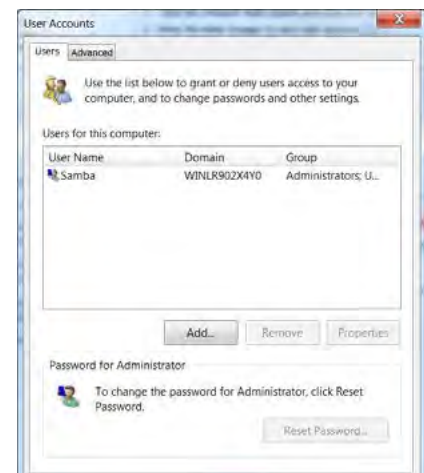 User Accounts
Users Advanced
Use the list below to grant or deny users access to your
computer, and to change passwords and other settings.
Users for this computer:
User Name Domain Group
Samba WINLR902X4Y0 Administrators; U...
Add... Remove Properties
Password for Administrator
To change the password for Administrator, click Reset
Password.
Reset Password...